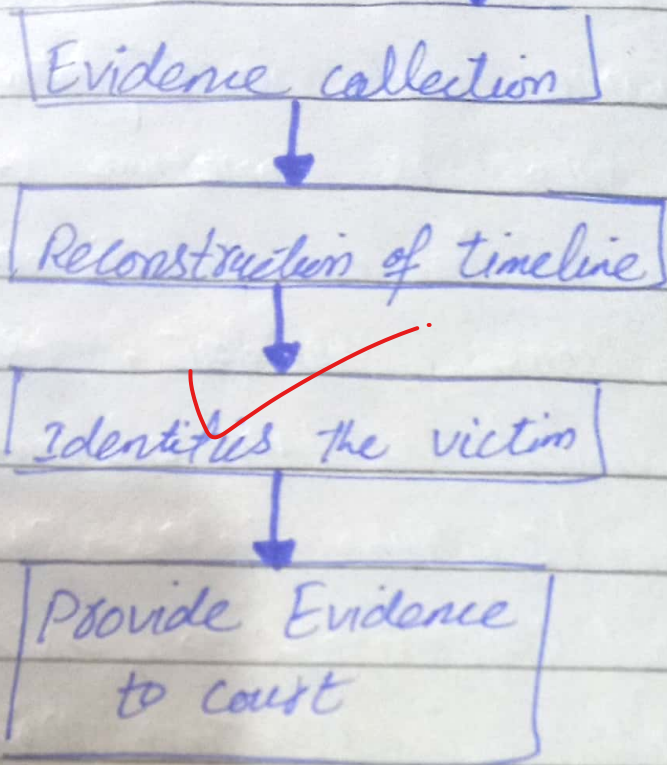 Evidence collection
Reconstruction of timeline
Identifies the victim
Provide Evidence
to court